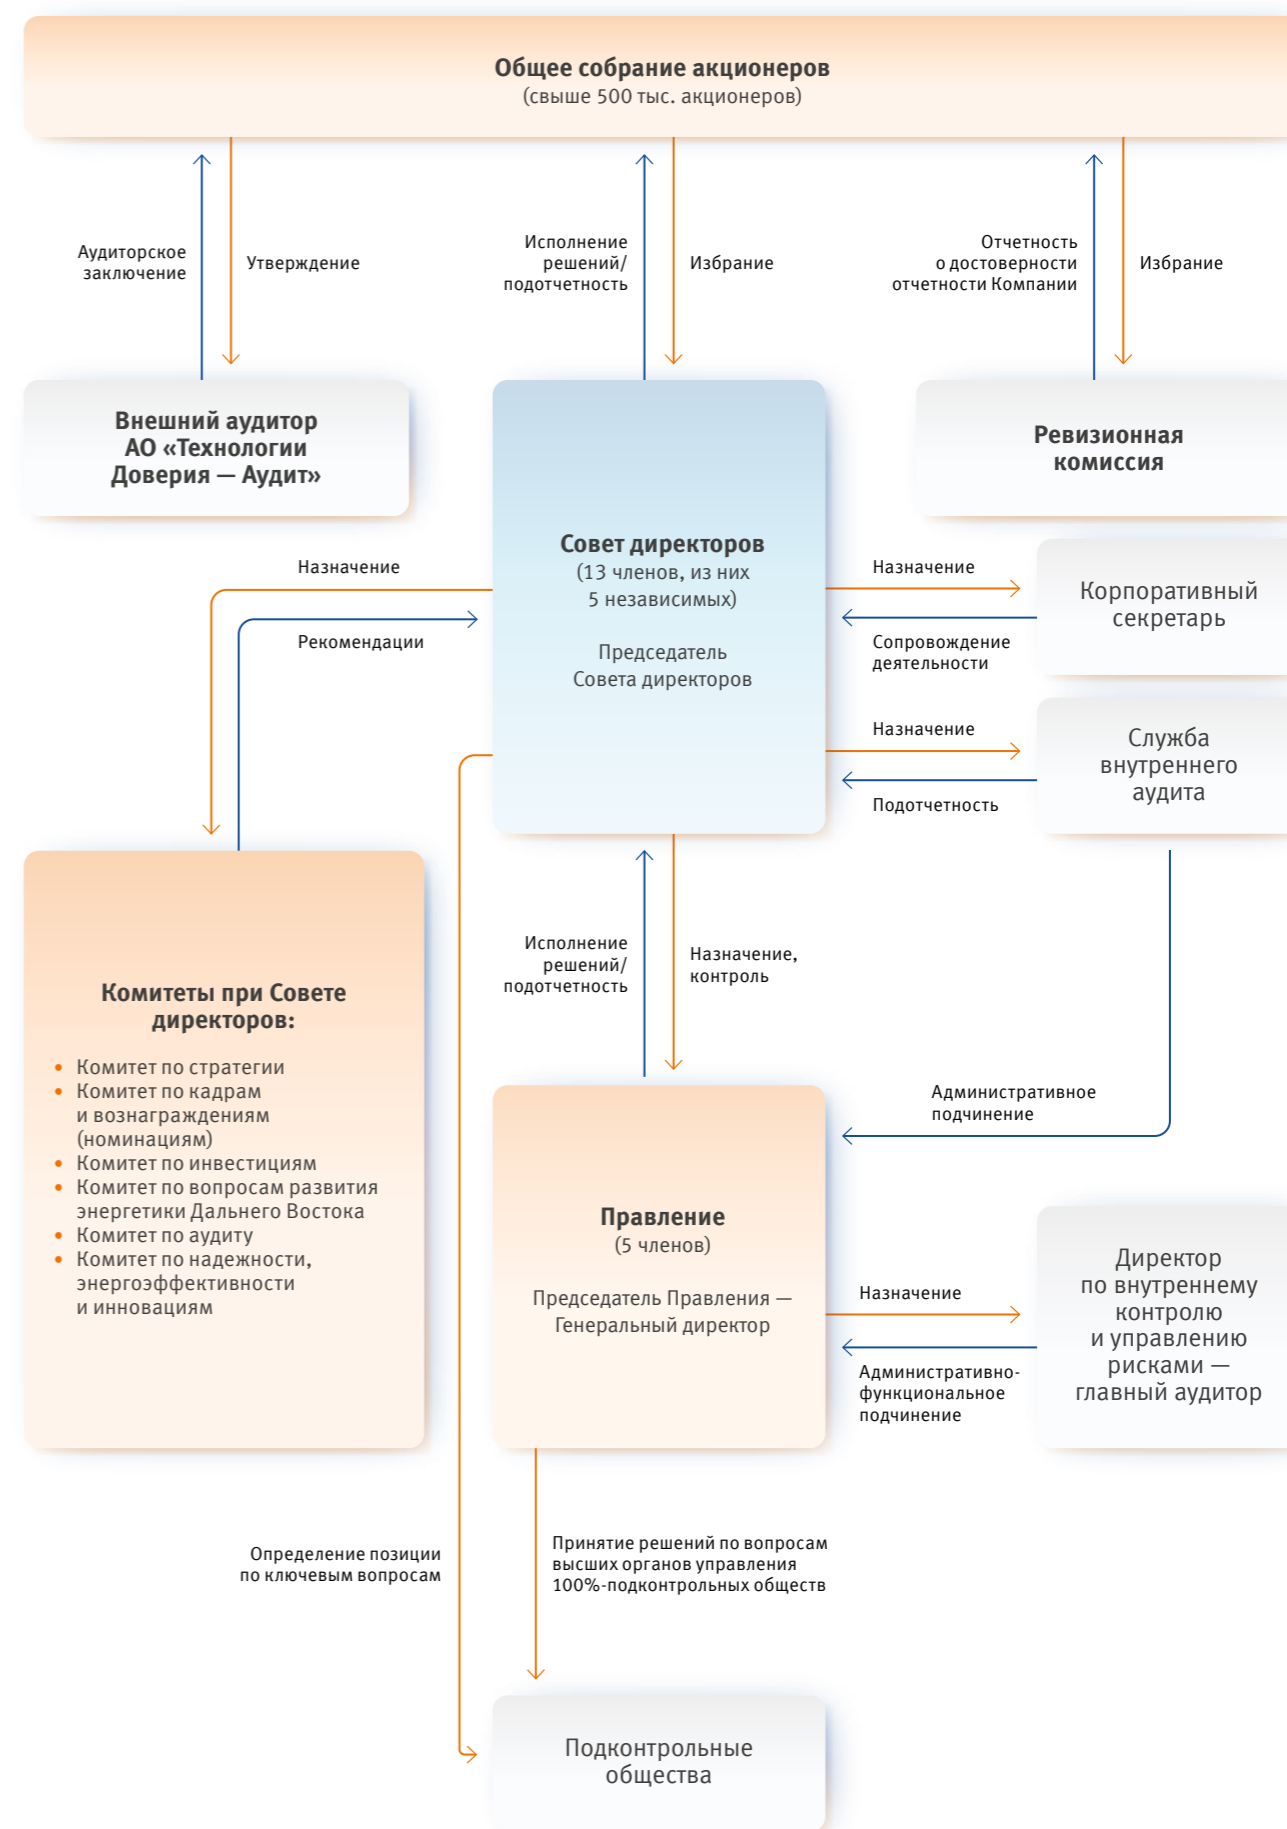 Общее собрание акционеров
(свыше 500 тыс. акционеров)
Аудиторское
заключение
Утверждение
Исполнение
решений/
подотчетность
Избрание
Отчетность
о достоверности
отчетности Компании
Избрание
Внешний аудитор
АО «Технологии
Доверия — Аудит»
Ревизионная
комиссия
Совет директоров
(13 членов, из них
5 независимых)
Председатель
Совета директоров
Назначение
Рекомендации
Назначение
Сопровождение
деятельности
Корпоративный
секретарь
Назначение
Подотчетность
Служба
внутреннего
аудита
Комитеты при Совете
директоров:
• Комитет по стратегии
• Комитет по кадрам
и вознаграждениям
(номинациям)
• Комитет по инвестициям
• Комитет по вопросам развития
энергетики Дальнего Востока
• Комитет по аудиту
• Комитет по надежности,
энергоэффективности
и инновациям
Исполнение
решений/
подотчетность
Назначение,
контроль
Административное
подчинение
Правление
(5 членов)
Председатель Правления —
Генеральный директор
Назначение
Административно-
функциональное
подчинение
Директор
по внутреннему
контролю
и управлению
рисками —
главный аудитор
Определение позиции
по ключевым вопросам
Принятие решений по вопросам
высших органов управления
100%-подконтрольных обществ
Подконтрольные
общества